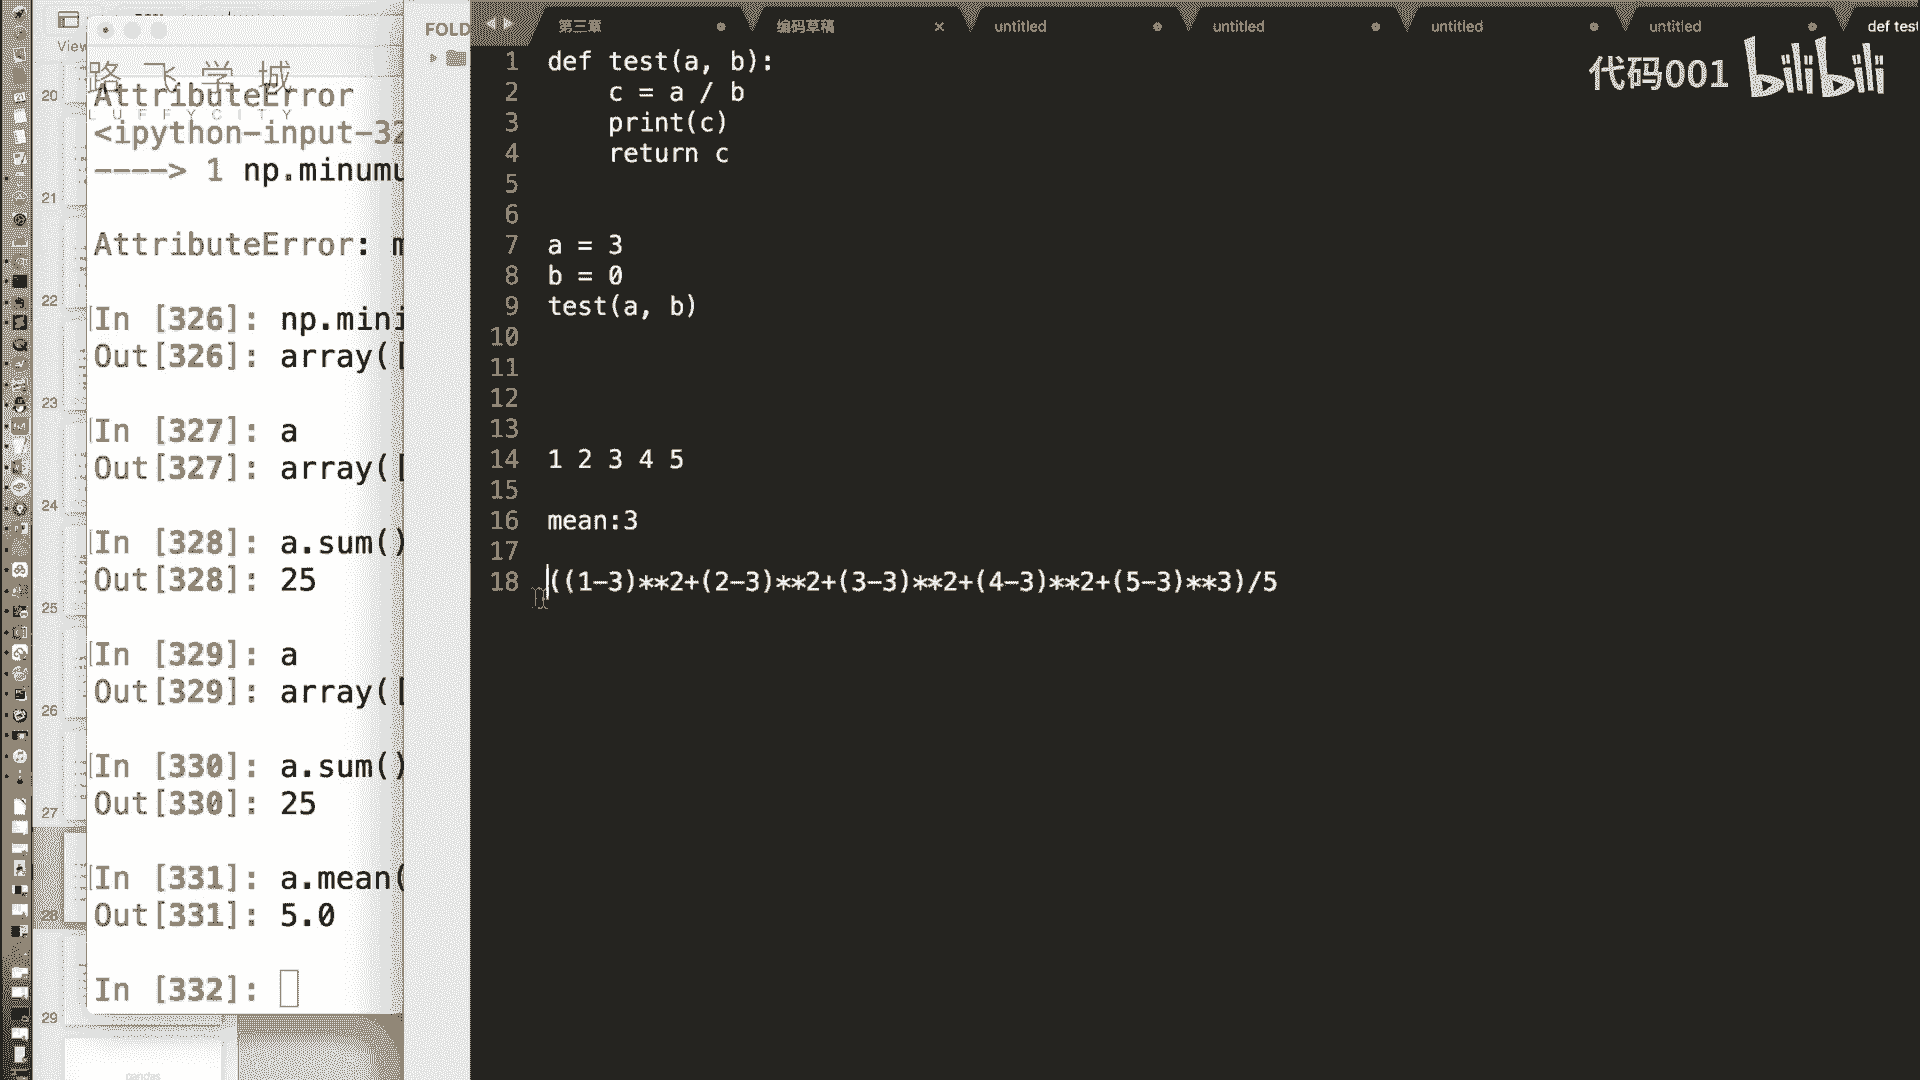 View
路飞学城
LUFFYCITY
20
21
22
23
24
25
26
27
28
29
AttributeError
<ipython-input-32
----> 1 np.minumu
AttributeError: m
In [326]: np.mini
Out[326]: array([
In [327]: a
Out[327]: array([
In [328]: a.sum()
Out[328]: 25
In [329]: a
Out[329]: array([
In [330]: a.sum()
Out[330]: 25
In [331]: a.mean(
Out[331]: 5.0
In [332]:
pandas
FOLD
第三章
编码草稿
untitled
untitled
untitled
untitled
def test
代码001 bilibili
1 def test(a, b):
2 c = a / b
3 print(c)
4 return c
5
6
7 a = 3
8 b = 0
9 test(a, b)
10
11
12
13
14 1 2 3 4 5
15
16 mean:3
17
18 ((1-3)**2+(2-3)**2+(3-3)**2+(4-3)**2+(5-3)**3)/5